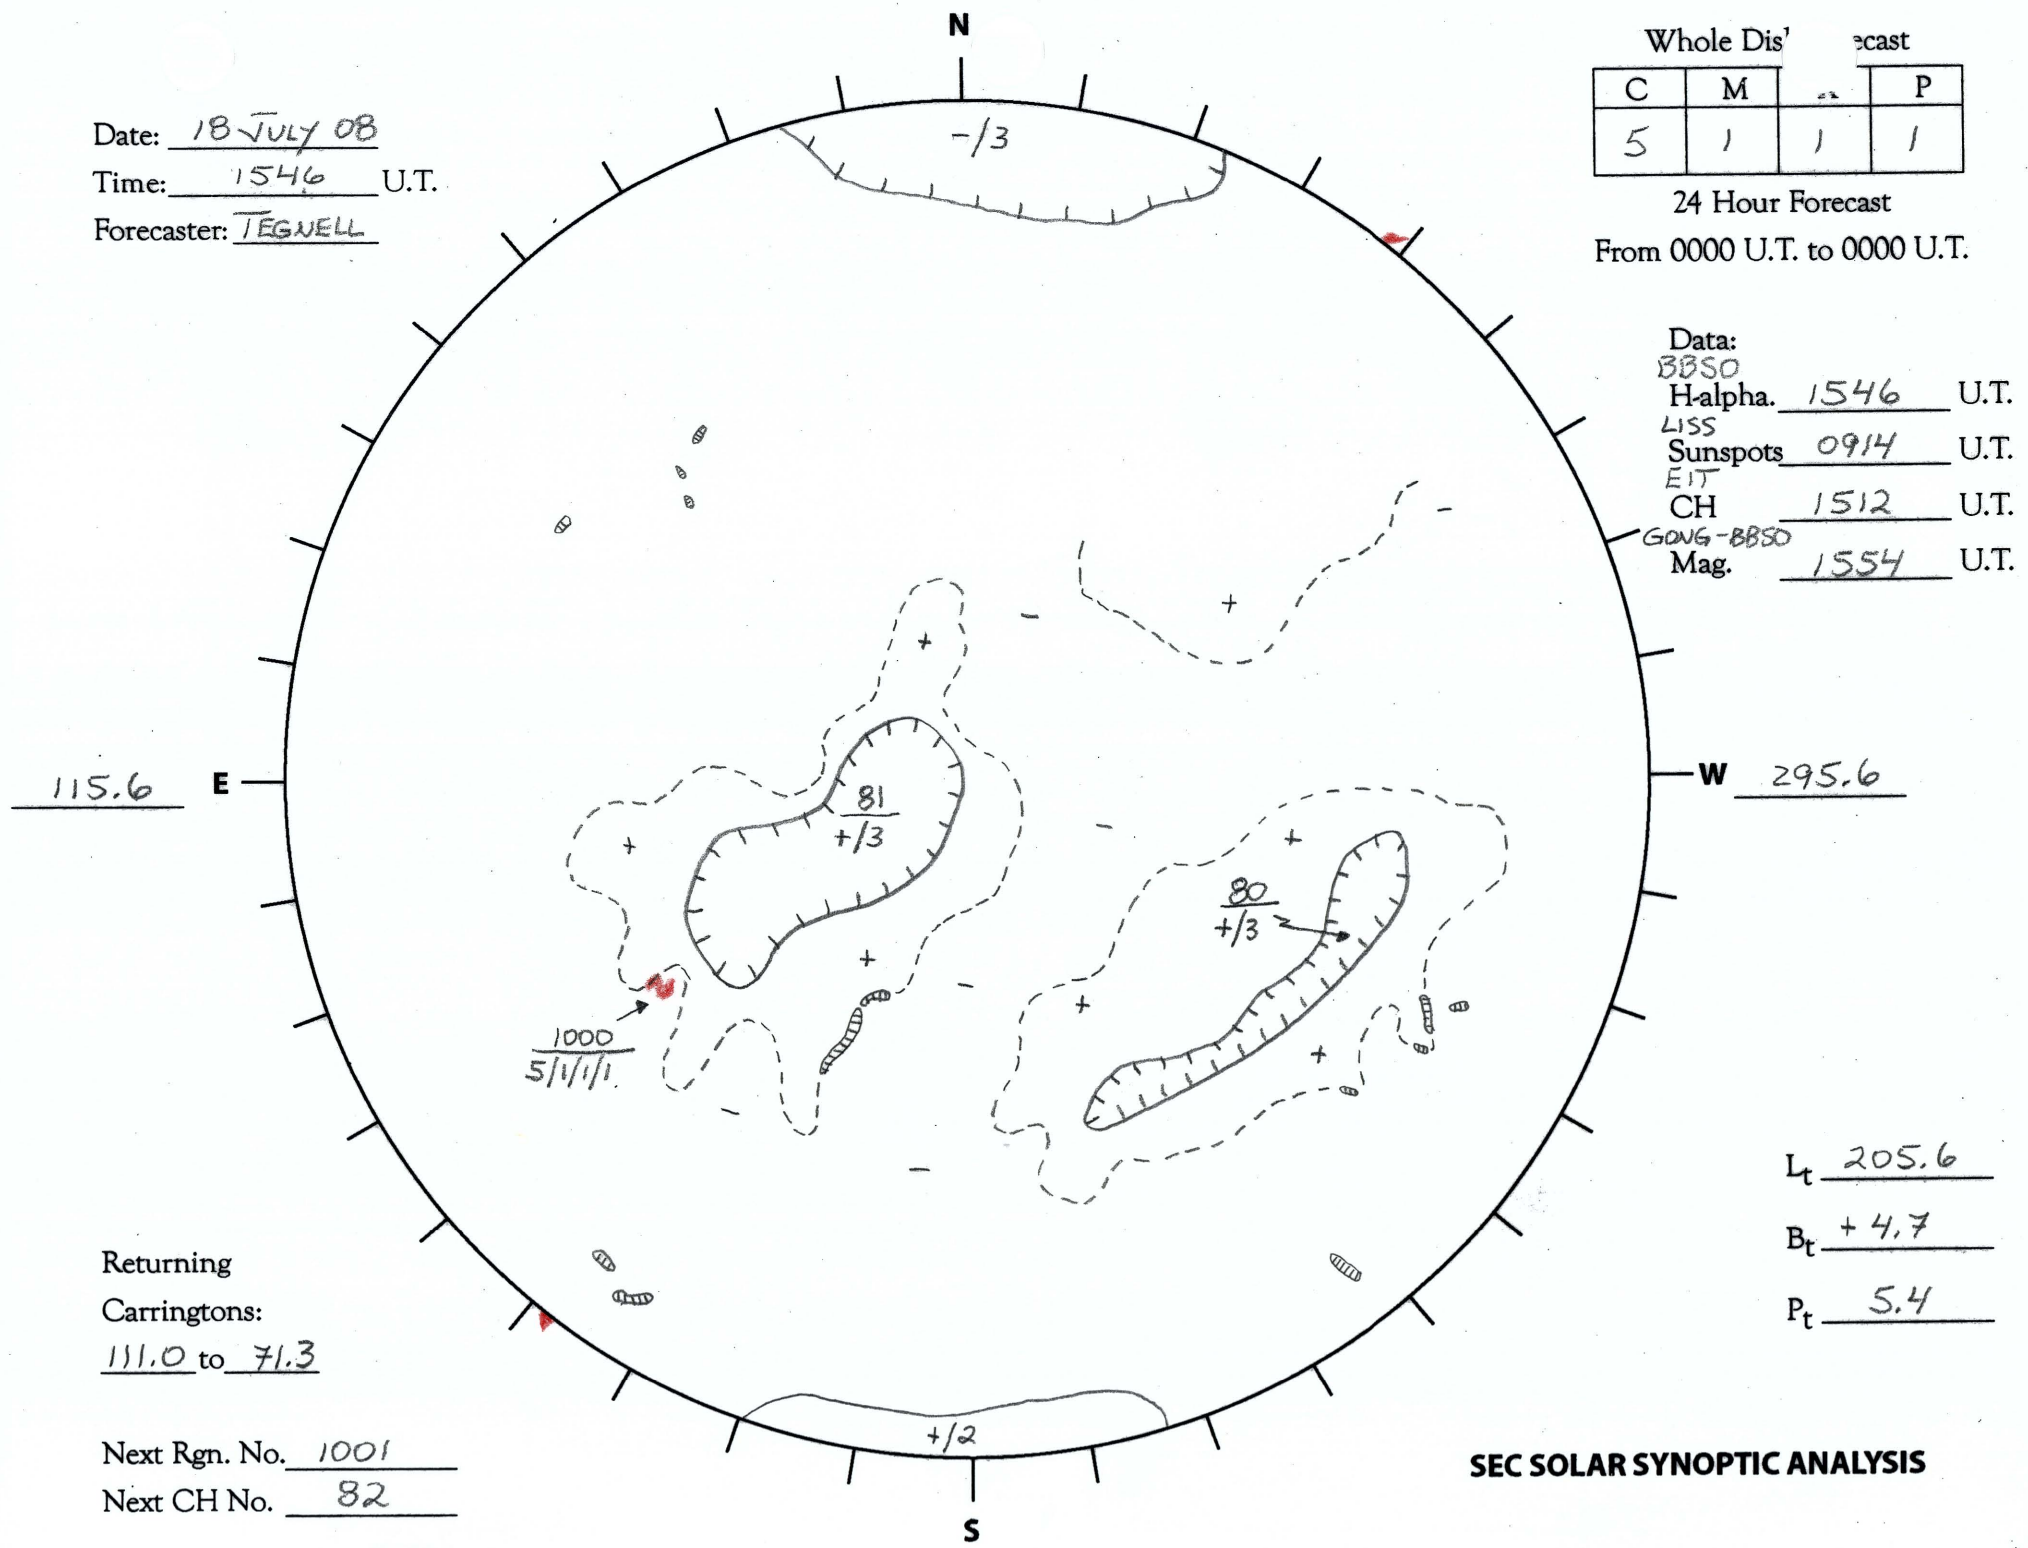 N
Whole Dis' ecast
C M P
5 1 1 1
24 Hour Forecast
From 0000 U.T. to 0000 U.T.
Date: 18 JULY 08
Time: 1546 U.T.
Forecaster: TEGNELL
-/3
Data:
BBSO
H-alpha. 1546 U.T.
LISS
Sunspots 0914 U.T.
EIT
CH 1512 U.T.
GONG-BBSO
Mag. 1554 U.T.
-
+
-
+
115.6 E
W 295.6
81
+/3
-
+
+
80
+/3
+
-
+
+
1000
5/1/1/1
-
-
Lt 205.6
Bt + 4.7
Pt 5.4
Returning
Carringtons:
111.0 to 71.3
+/2
Next Rgn. No. 1001
Next CH No. 82
SEC SOLAR SYNOPTIC ANALYSIS
S